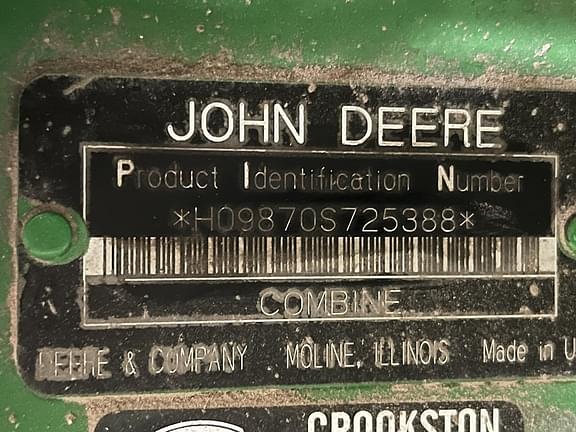 JOHN DEERE
Product Identification Number
*H09870S725388*
COMBINE
DEERE & COMPANY MOLINE, ILLINOIS Made in U
CROOKSTON